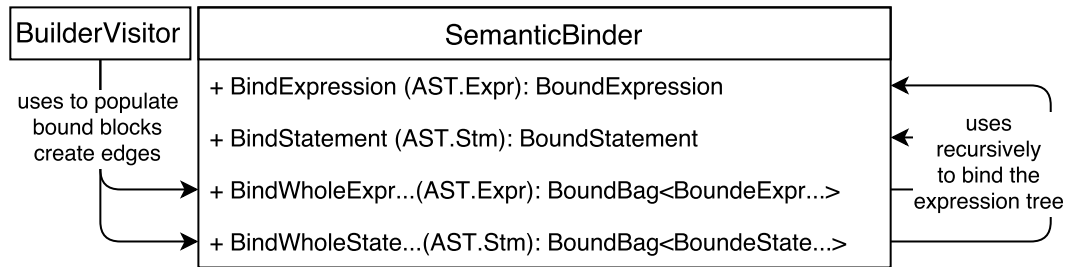 BuilderVisitor
SemanticBinder
uses to populate
bound blocks
create edges
+ BindExpression (AST.Expr): BoundExpression
+ BindStatement (AST.Stm): BoundStatement
+ BindWholeExpr...(AST.Expr): BoundBag<BoundeExpr...>
+ BindWholeState...(AST.Stm): BoundBag<BoundeState...>
uses
recursively
to bind the
expression tree